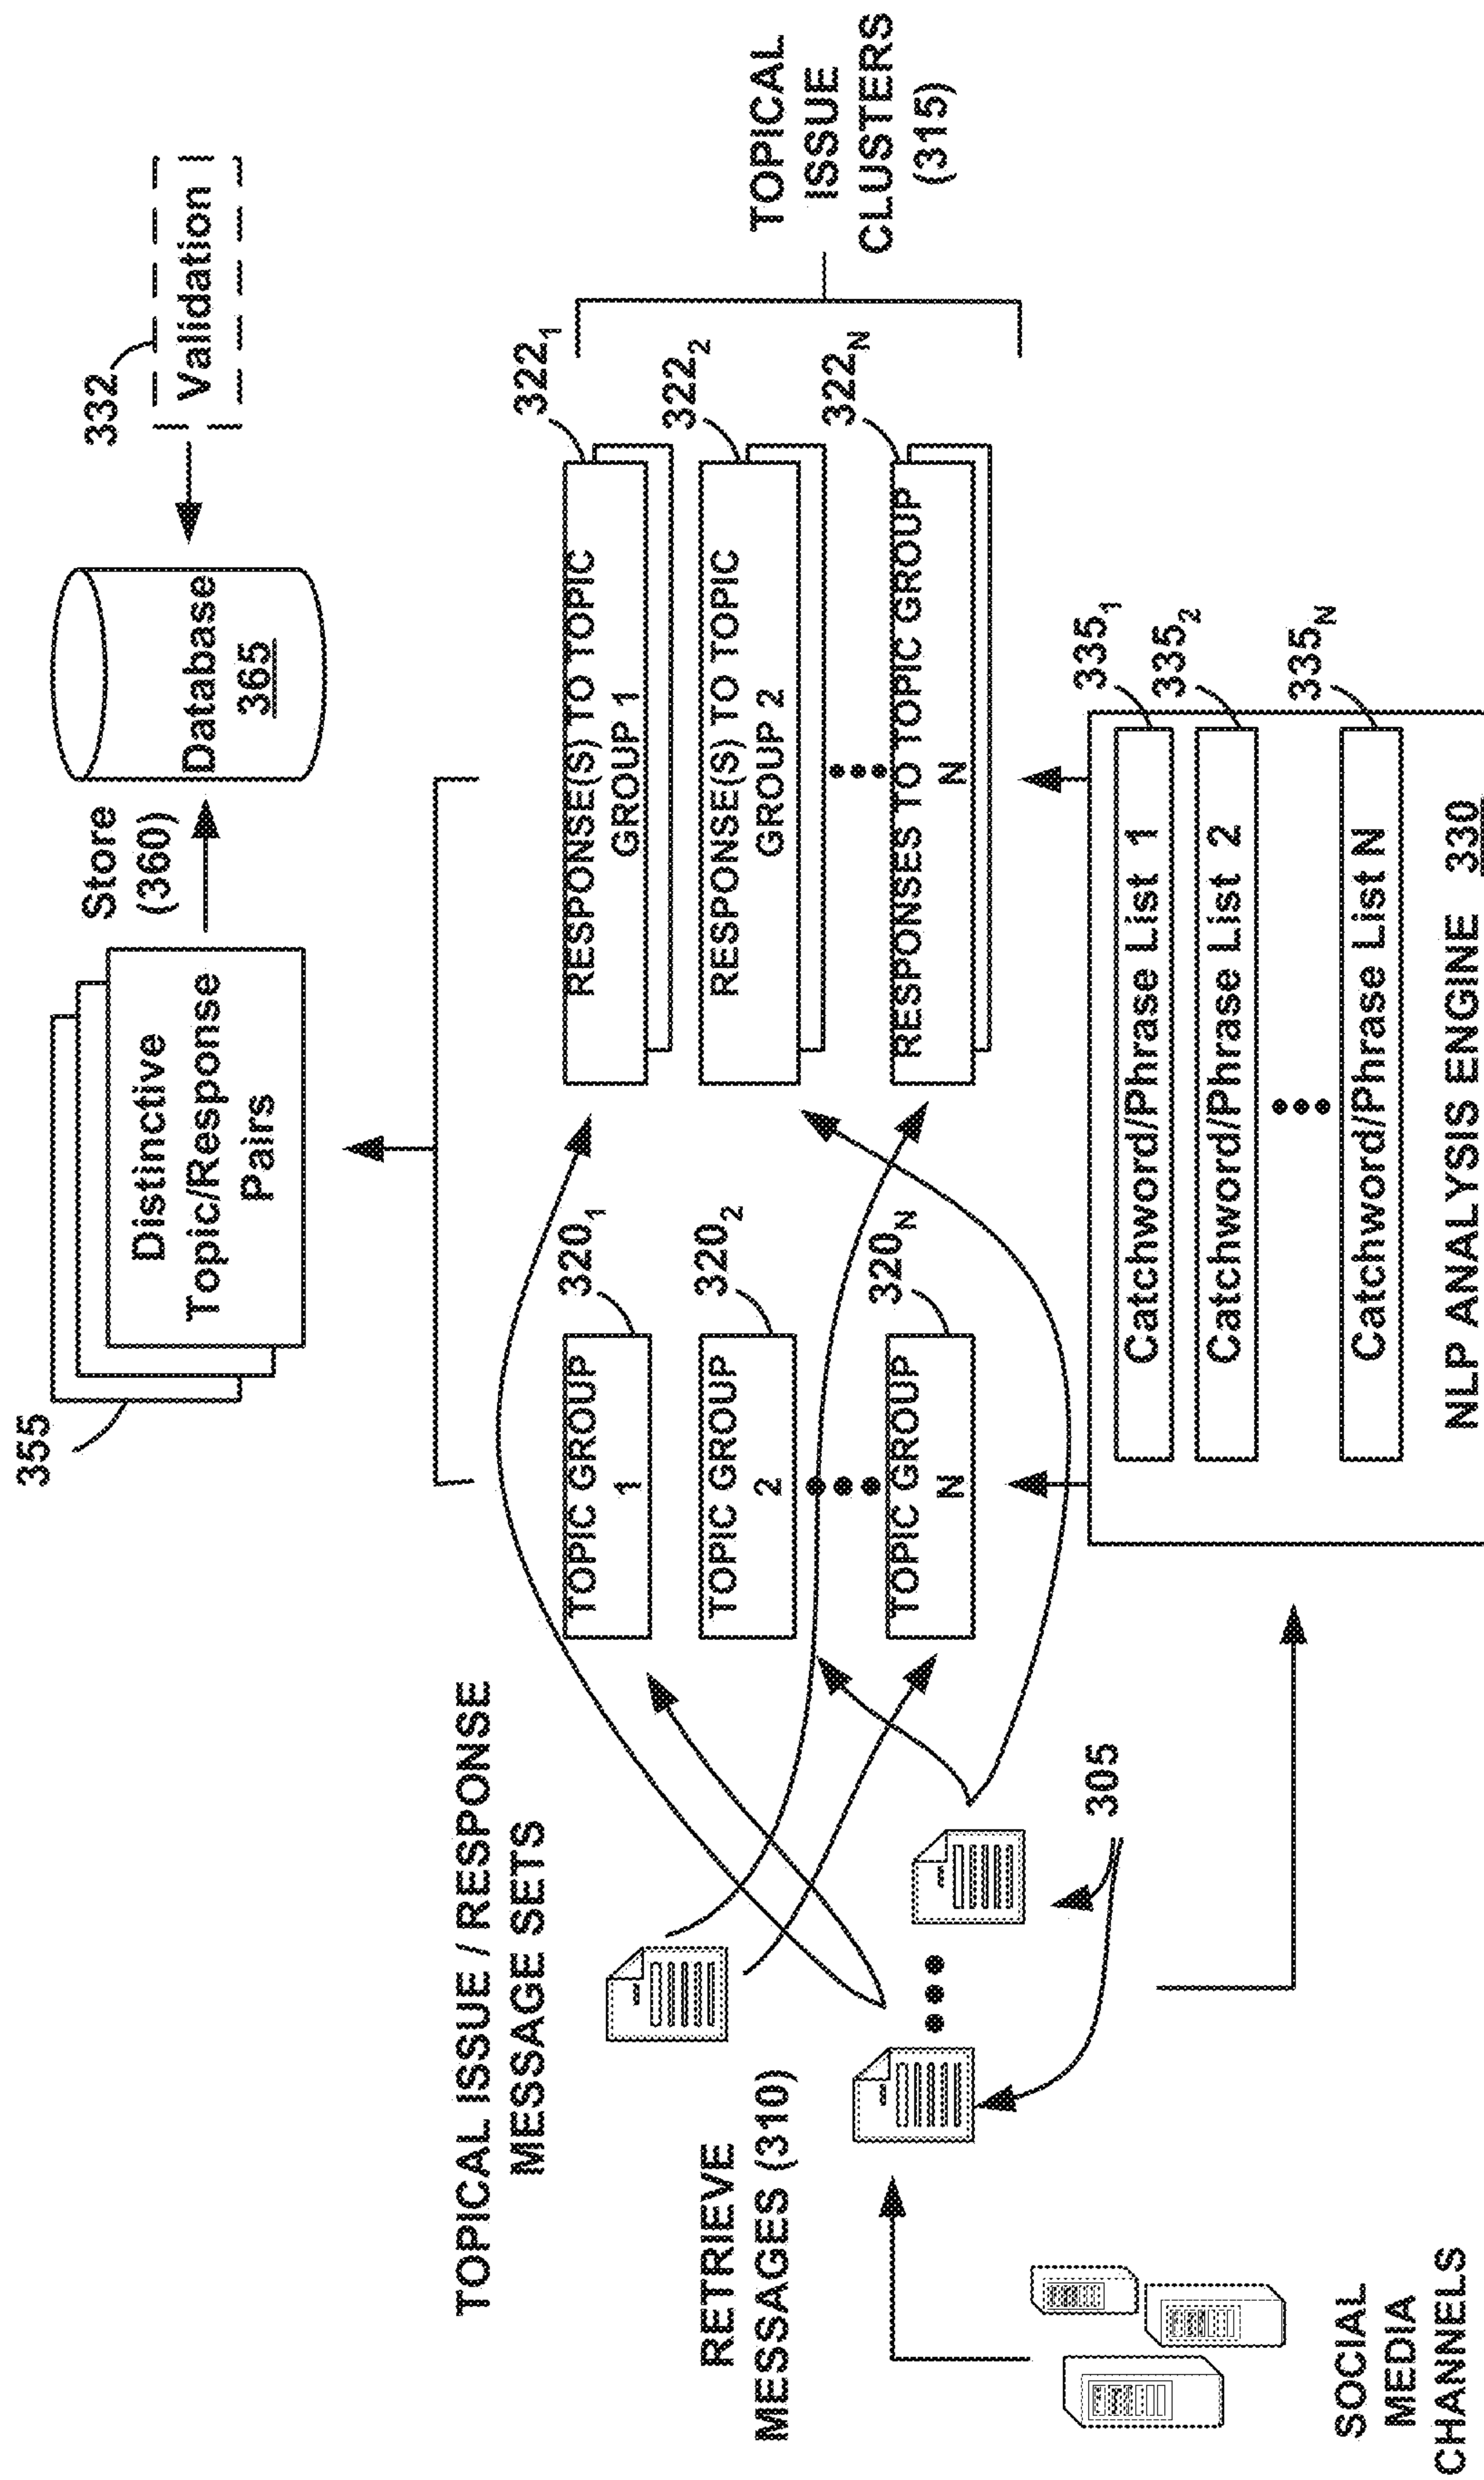 355
Distinctive
Topic/Response
Pairs
Store
(360)
Database
365
332
Validation
TOPICAL ISSUE / RESPONSE
MESSAGE SETS
RETRIEVE
MESSAGES (310)
305
SOCIAL
MEDIA
CHANNELS
TOPIC GROUP
1
320₁
TOPIC GROUP
2
320₂
TOPIC GROUP
N
320N
RESPONSE(S) TO TOPIC
GROUP 1
322₁
RESPONSE(S) TO TOPIC
GROUP 2
322₂
RESPONSES TO TOPIC GROUP
N
322N
TOPICAL
ISSUE
CLUSTERS
(315)
Catchword/Phrase List 1
335₁
Catchword/Phrase List 2
335₂
Catchword/Phrase List N
335N
NLP ANALYSIS ENGINE 330